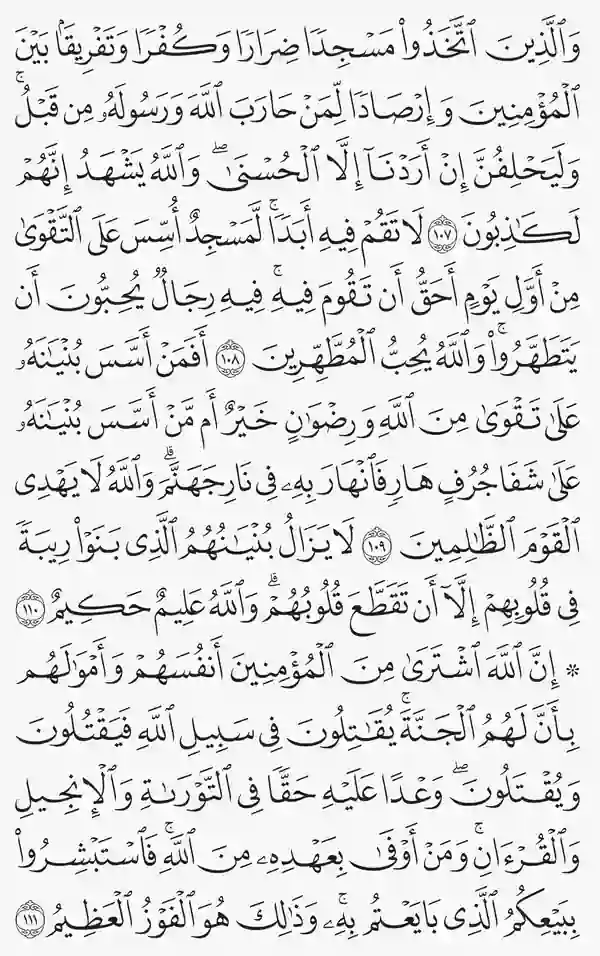 وَٱلَّذِينَ ٱتَّخَذُواْ مَسۡجِدٗا ضِرَارٗا وَكُفۡرٗا وَتَفۡرِيقَۢا بَيۡنَ
ٱلۡمُؤۡمِنِينَ وَإِرۡصَادٗا لِّمَنۡ حَارَبَ ٱللَّهَ وَرَسُولَهُۥ مِن قَبۡلُۚ
وَلَيَحۡلِفُنَّ إِنۡ أَرَدۡنَآ إِلَّا ٱلۡحُسۡنَىٰۖ وَٱللَّهُ يَشۡهَدُ إِنَّهُمۡ
لَكَٰذِبُونَ ١٠٧ لَا تَقُمۡ فِيهِ أَبَدٗاۚ لَّمَسۡجِدٌ أُسِّسَ عَلَى ٱلتَّقۡوَىٰ
مِنۡ أَوَّلِ يَوۡمٍ أَحَقُّ أَن تَقُومَ فِيهِۚ فِيهِ رِجَالٞ يُحِبُّونَ أَن
يَتَطَهَّرُواْۚ وَٱللَّهُ يُحِبُّ ٱلۡمُطَّهِّرِينَ ١٠٨ أَفَمَنۡ أَسَّسَ بُنۡيَٰنَهُۥ
عَلَىٰ تَقۡوَىٰ مِنَ ٱللَّهِ وَرِضۡوَٰنٍ خَيۡرٌ أَم مَّنۡ أَسَّسَ بُنۡيَٰنَهُۥ
عَلَىٰ شَفَا جُرُفٍ هَارٖ فَٱنۡهَارَ بِهِۦ فِي نَارِ جَهَنَّمَۗ وَٱللَّهُ لَا يَهۡدِي
ٱلۡقَوۡمَ ٱلظَّٰلِمِينَ ١٠٩ لَا يَزَالُ بُنۡيَٰنُهُمُ ٱلَّذِي بَنَوۡاْ رِيبَةٗ
فِي قُلُوبِهِمۡ إِلَّآ أَن تَقَطَّعَ قُلُوبُهُمۡۗ وَٱللَّهُ عَلِيمٌ حَكِيمٌ ١١٠
* إِنَّ ٱللَّهَ ٱشۡتَرَىٰ مِنَ ٱلۡمُؤۡمِنِينَ أَنفُسَهُمۡ وَأَمۡوَٰلَهُم
بِأَنَّ لَهُمُ ٱلۡجَنَّةَۚ يُقَٰتِلُونَ فِي سَبِيلِ ٱللَّهِ فَيَقۡتُلُونَ
وَيُقۡتَلُونَۖ وَعۡدًا عَلَيۡهِ حَقّٗا فِي ٱلتَّوۡرَىٰةِ وَٱلۡإِنجِيلِ
وَٱلۡقُرۡءَانِۚ وَمَنۡ أَوۡفَىٰ بِعَهۡدِهِۦ مِنَ ٱللَّهِۚ فَٱسۡتَبۡشِرُواْ
بِبَيۡعِكُمُ ٱلَّذِي بَايَعۡتُم بِهِۦۚ وَذَٰلِكَ هُوَ ٱلۡفَوۡزُ ٱلۡعَظِيمُ ١١١